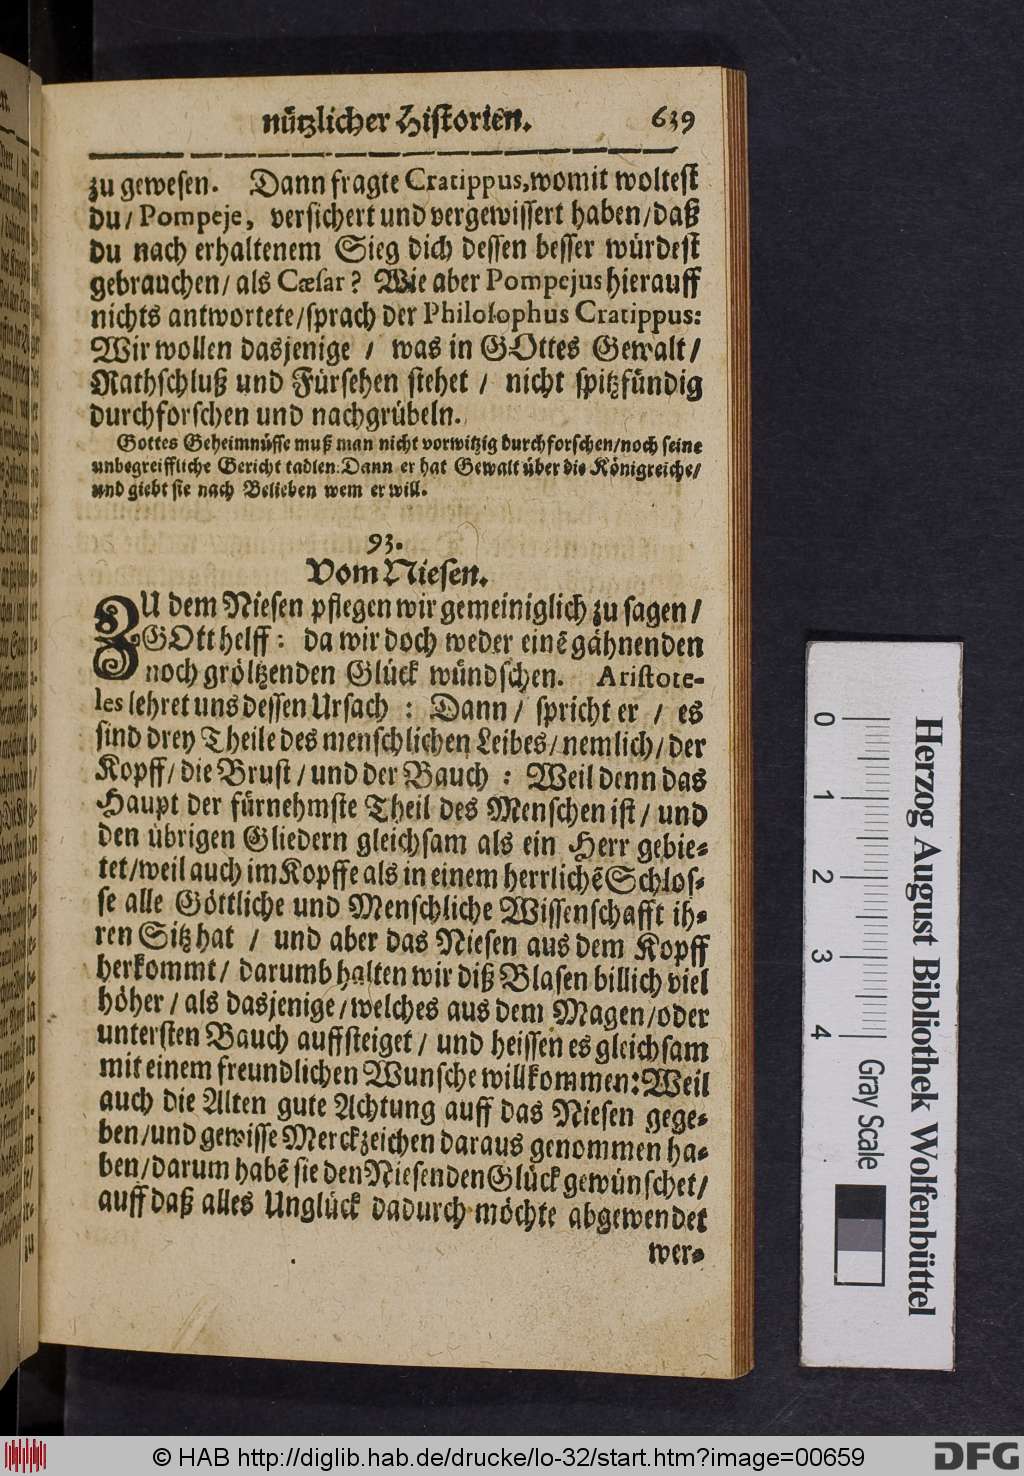 nützlicher Historien. 639
zu gewesen. Dann fragte Cratippus, womit woltest
du / Pompeje, versichert und vergewissert haben / daß
du nach erhaltenem Sieg dich dessen besser würdest
gebrauchen / als Cæsar? Wie aber Pompejus hierauff
nichts antwortete / sprach der Philosophus Cratippus:
Wir wollen dasjenige / was in GOttes Gewalt /
Rathschluß und Fürsehen stehet / nicht spitzfündig
durchforschen und nachgrübeln.
Gottes Geheimnüsse muß man nicht vorwitzig durchforschen / noch seine
unbegreiffliche Gericht tadlen: Dann er hat Gewalt über die Königreiche /
und giebt sie nach Belieben wem er will.
93.
Vom Niesen.
ZU dem Niesen pflegen wir gemeiniglich zu sagen /
GOtt helff: da wir doch weder einē gähnenden
noch gröltzenden Glück wündschen. Aristote-
les lehret uns dessen Ursach : Dann / spricht er / es
sind drey Theile des menschlichen Leibes / nemlich / der
Kopff / die Brust / und der Bauch : Weil denn das
Haupt der fürnehmste Theil des Menschen ist / und
den übrigen Gliedern gleichsam als ein Herr gebie-
tet / weil auch im Kopffe als in einem herrlichē Schlos-
se alle Göttliche und Menschliche Wissenschafft ih-
ren Sitz hat / und aber das Niesen aus dem Kopff
herkommt / darumb halten wir diß Blasen billich viel
höher / als dasjenige / welches aus dem Magen / oder
untersten Bauch auffsteiget / und heissen es gleichsam
mit einem freundlichen Wunsche willkommen: Weil
auch die Alten gute Achtung auff das Niesen gege-
ben / und gewisse Merckzeichen daraus genommen ha-
ben / darum habē sie den Niesenden Glück gewünschet /
auff daß alles Unglück dadurch möchte abgewendet
wer-
0 1 2 3 4
Gray Scale
Herzog August Bibliothek Wolfenbüttel
© HAB http://diglib.hab.de/drucke/lo-32/start.htm?image=00659
DFG